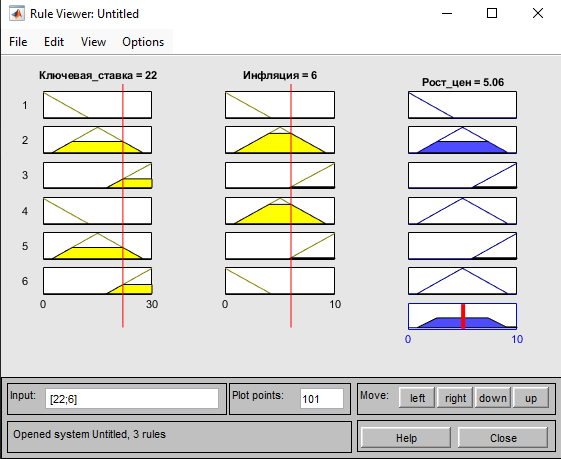 Rule Viewer: Untitled
File Edit View Options
Ключевая_ставка = 22 Инфляция = 6 Рост_цен = 5.06
1
2
3
4
5
6
0 30 0 10
0 10
Input: [22;6] Plot points: 101 Move: left right down up
Opened system Untitled, 3 rules Help Close